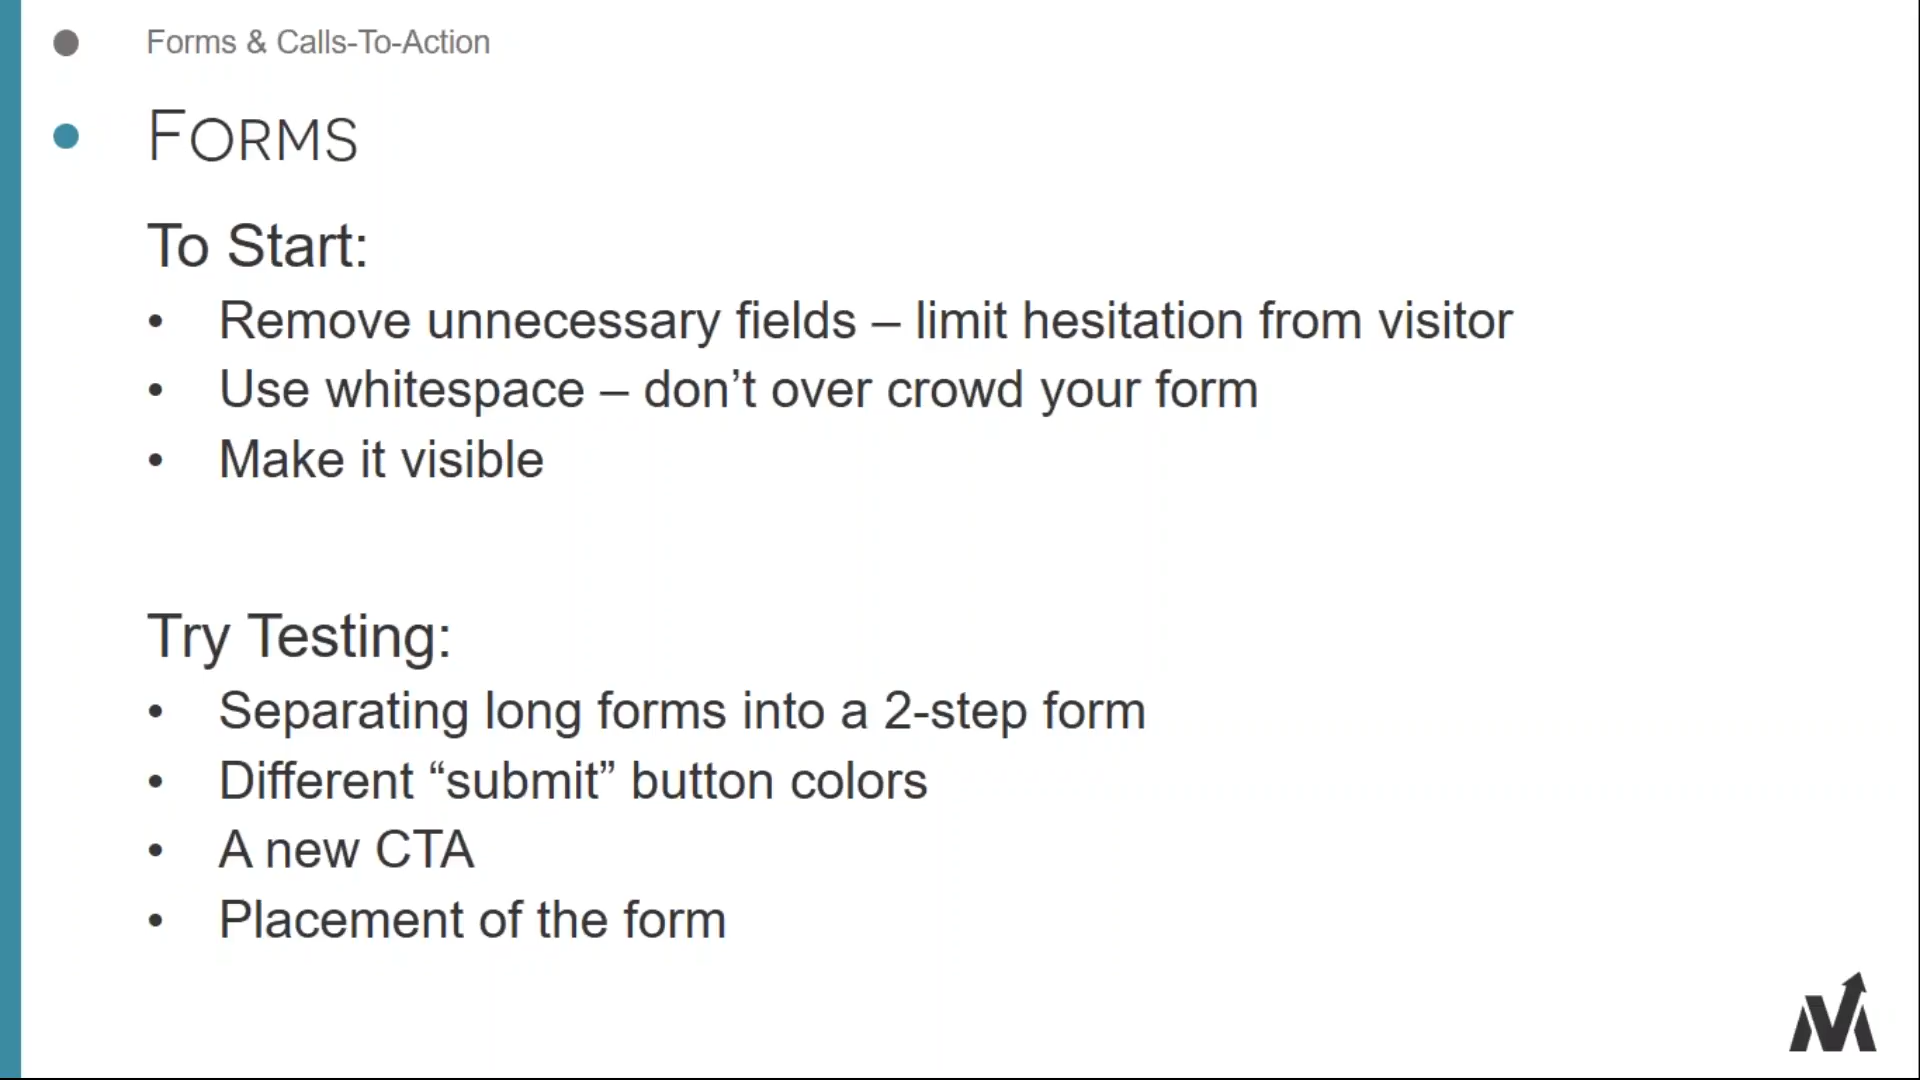 Forms & Calls-To-Action
FORMS
To Start:
• Remove unnecessary fields – limit hesitation from visitor
• Use whitespace – don’t over crowd your form
• Make it visible
Try Testing:
• Separating long forms into a 2-step form
• Different “submit” button colors
• A new CTA
• Placement of the form